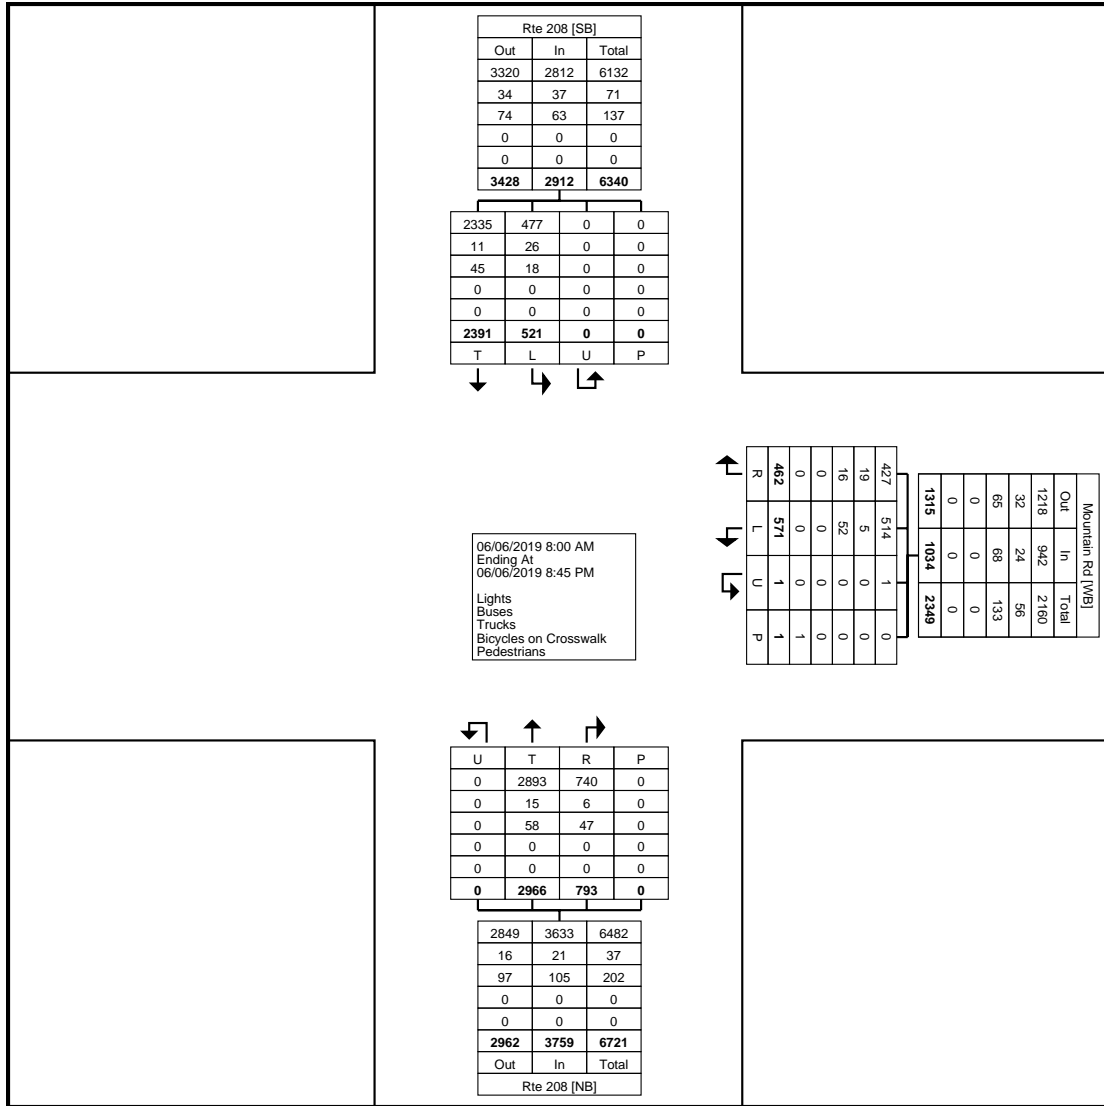 Rte 208 [SB]
Out In Total
3320 2812 6132
34 37 71
74 63 137
0 0 0
0 0 0
3428 2912 6340
2335 477 0 0
11 26 0 0
45 18 0 0
0 0 0 0
0 0 0 0
2391 521 0 0
T L U P
Mountain Rd [WB]
Out In Total
1218 942 2160
32 24 56
65 68 133
0 0 0
0 0 0
1315 1034 2349
427 514 1 0
19 5 0 0
16 52 0 0
0 0 0 0
0 0 0 1
462 571 1 1
R L U P
06/06/2019 8:00 AM
Ending At
06/06/2019 8:45 PM
Lights
Buses
Trucks
Bicycles on Crosswalk
Pedestrians
U T R P
0 2893 740 0
0 15 6 0
0 58 47 0
0 0 0 0
0 0 0 0
0 2966 793 0
2849 3633 6482
16 21 37
97 105 202
0 0 0
0 0 0
2962 3759 6721
Out In Total
Rte 208 [NB]